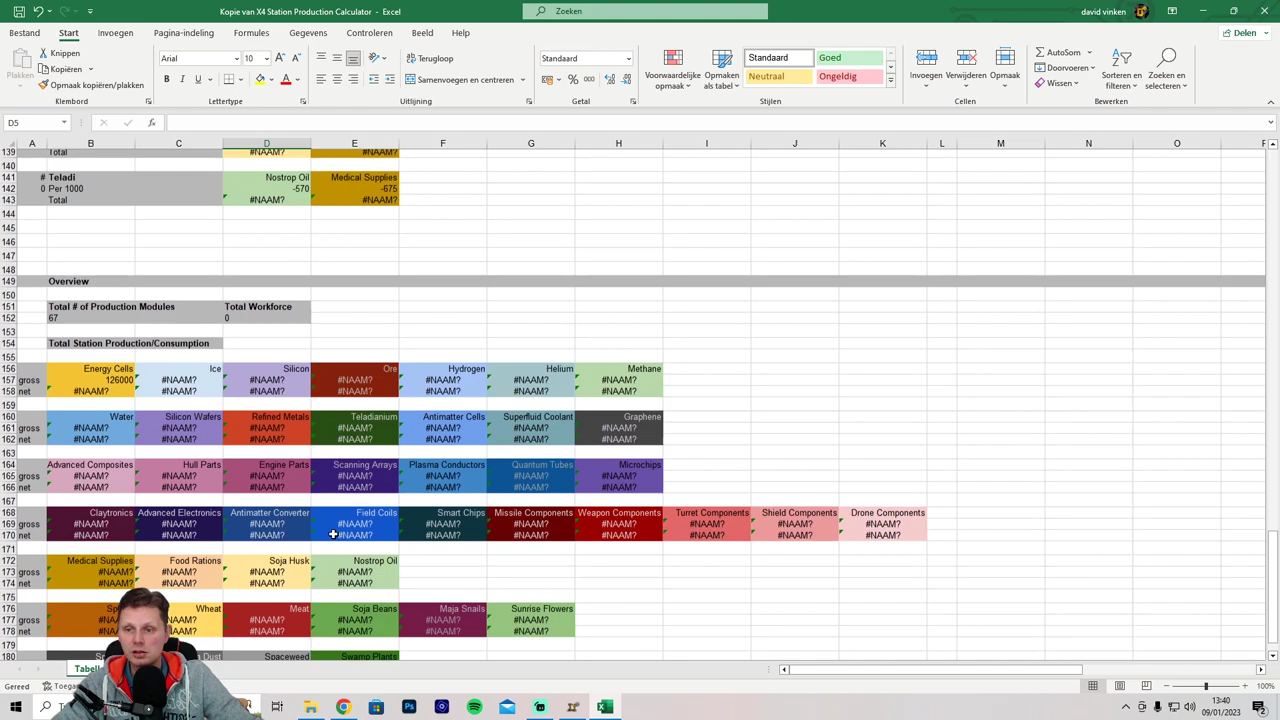 Kopie van X4 Station Production Calculator - Excel
Zoeken
david vinken
Bestand Start Invoegen Pagina-indeling Formules Gegevens Controleren Beeld Help
Delen
Plakken
Knippen
Kopiëren
Opmaak kopiëren/plakken
Klembord
Arial 10
B I U
Lettertype
Terugloop
Samenvoegen en centreren
Uitlijning
Standaard
% 000
Getal
Voorwaardelijke opmaak
Opmaken als tabel
Standaard Goed
Neutraal Ongeldig
Stijlen
Invoegen Verwijderen Opmaak
Cellen
AutoSom
Doorvoeren
Wissen
Sorteren en filteren
Zoeken en selecteren
Bewerken
D5
fx
A B C D E F G H I J K L M N O P Q
139 Total #NAAM? #NAAM?
140
141 # Teladi Nostrop Oil Medical Supplies
142 0 Per 1000 -570 -675
143 Total #NAAM? #NAAM?
144
145
146
147
148
149 Overview
150
151 Total # of Production Modules Total Workforce
152 67 0
153
154 Total Station Production/Consumption
155
156 Energy Cells Ice Silicon Ore Hydrogen Helium Methane
157 gross 126000 #NAAM? #NAAM? #NAAM? #NAAM? #NAAM? #NAAM?
158 net #NAAM? #NAAM? #NAAM? #NAAM? #NAAM? #NAAM? #NAAM?
159
160 Water Silicon Wafers Refined Metals Teladianium Antimatter Cells Superfluid Coolant Graphene
161 gross #NAAM? #NAAM? #NAAM? #NAAM? #NAAM? #NAAM? #NAAM?
162 net #NAAM? #NAAM? #NAAM? #NAAM? #NAAM? #NAAM? #NAAM?
163
164 Advanced Composites Hull Parts Engine Parts Scanning Arrays Plasma Conductors Quantum Tubes Microchips
165 gross #NAAM? #NAAM? #NAAM? #NAAM? #NAAM? #NAAM? #NAAM?
166 net #NAAM? #NAAM? #NAAM? #NAAM? #NAAM? #NAAM? #NAAM?
167
168 Claytronics Advanced Electronics Antimatter Converter Field Coils Smart Chips Missile Components Weapon Components Turret Components Shield Components Drone Components
169 gross #NAAM? #NAAM? #NAAM? #NAAM? #NAAM? #NAAM? #NAAM? #NAAM? #NAAM? #NAAM?
170 net #NAAM? #NAAM? #NAAM? #NAAM? #NAAM? #NAAM? #NAAM? #NAAM? #NAAM? #NAAM?
171
172 Medical Supplies Food Rations Soja Husk Nostrop Oil
173 gross #NAAM? #NAAM? #NAAM? #NAAM?
174 net #NAAM? #NAAM? #NAAM? #NAAM?
175
176 Wheat Meat Soja Beans Maja Snails Sunrise Flowers
177 gross #NAAM? #NAAM? #NAAM? #NAAM? #NAAM?
178 net #NAAM? #NAAM? #NAAM? #NAAM? #NAAM?
179
180 Dust Spaceweed Swamp Plants
Gereed
100%
13:40
09/01/2023